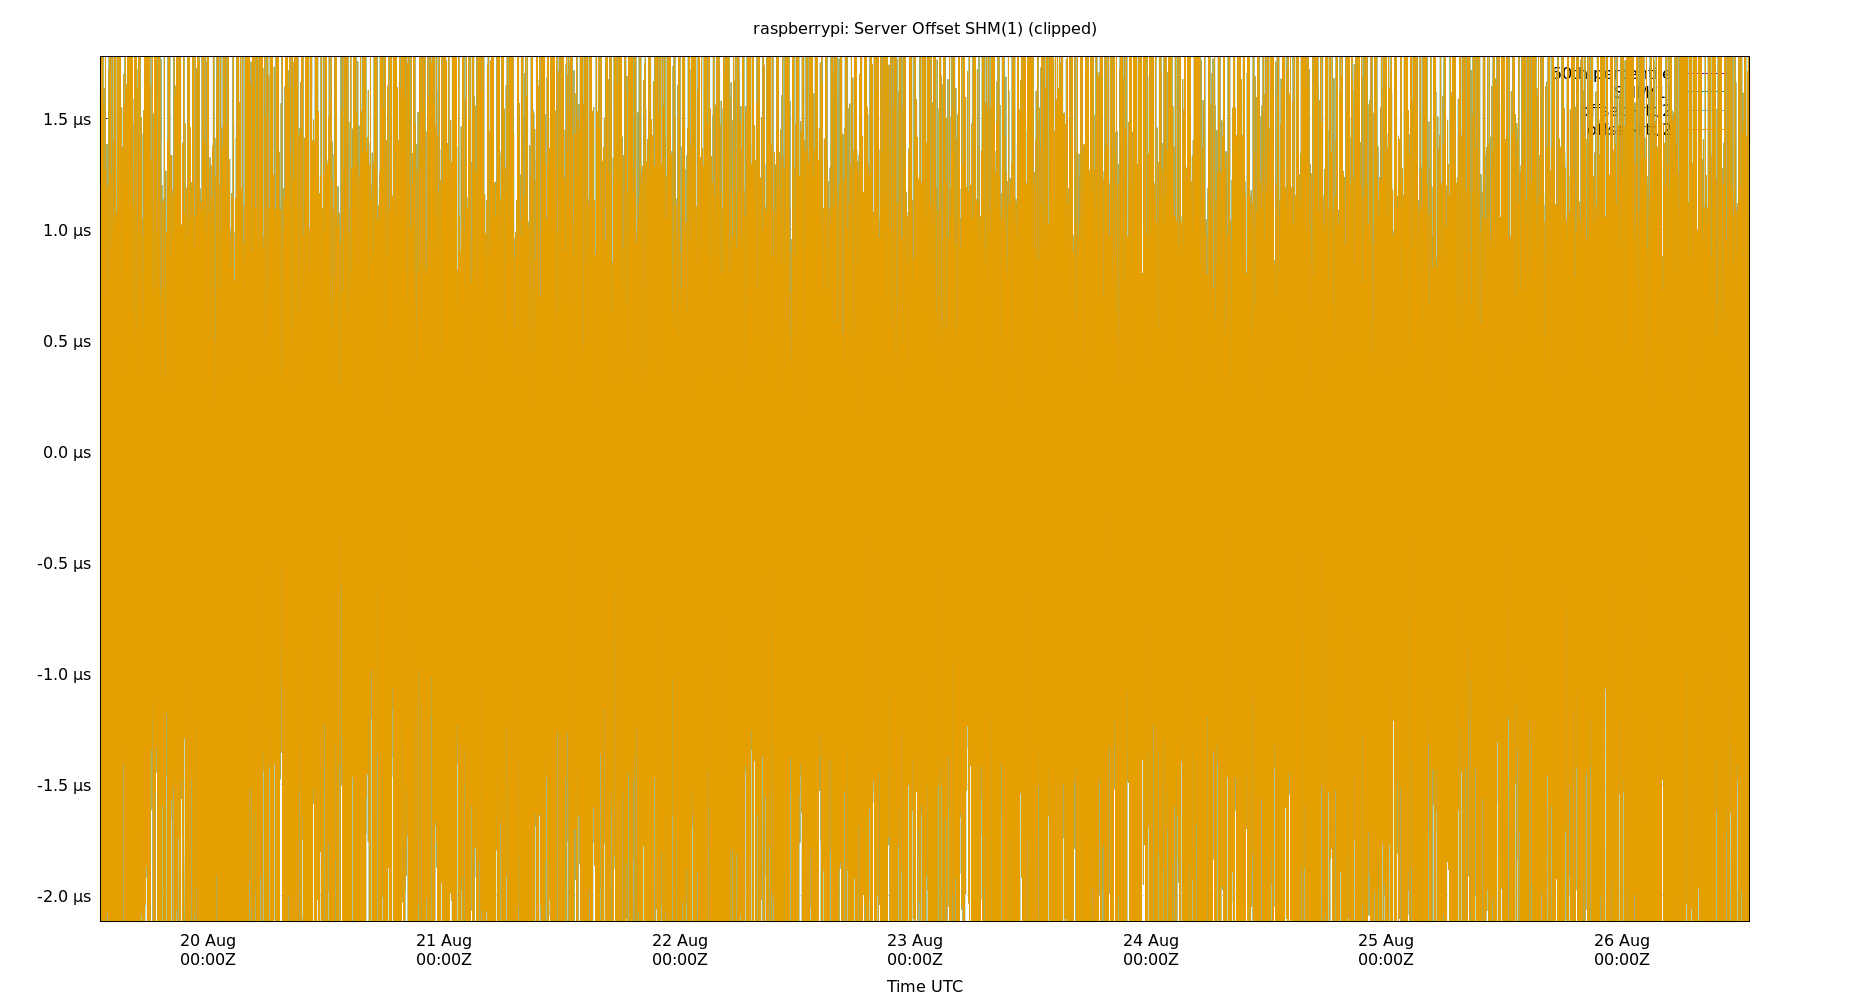 raspberrypi: Server Offset SHM(1) (clipped)
50th percentile
1.5 µs
1.0 µs
0.5 µs
0.0 µs
-0.5 µs
-1.0 µs
-1.5 µs
-2.0 µs
20 Aug 21 Aug 22 Aug 23 Aug 24 Aug 25 Aug 26 Aug
00:00Z 00:00Z 00:00Z 00:00Z 00:00Z 00:00Z 00:00Z
Time UTC